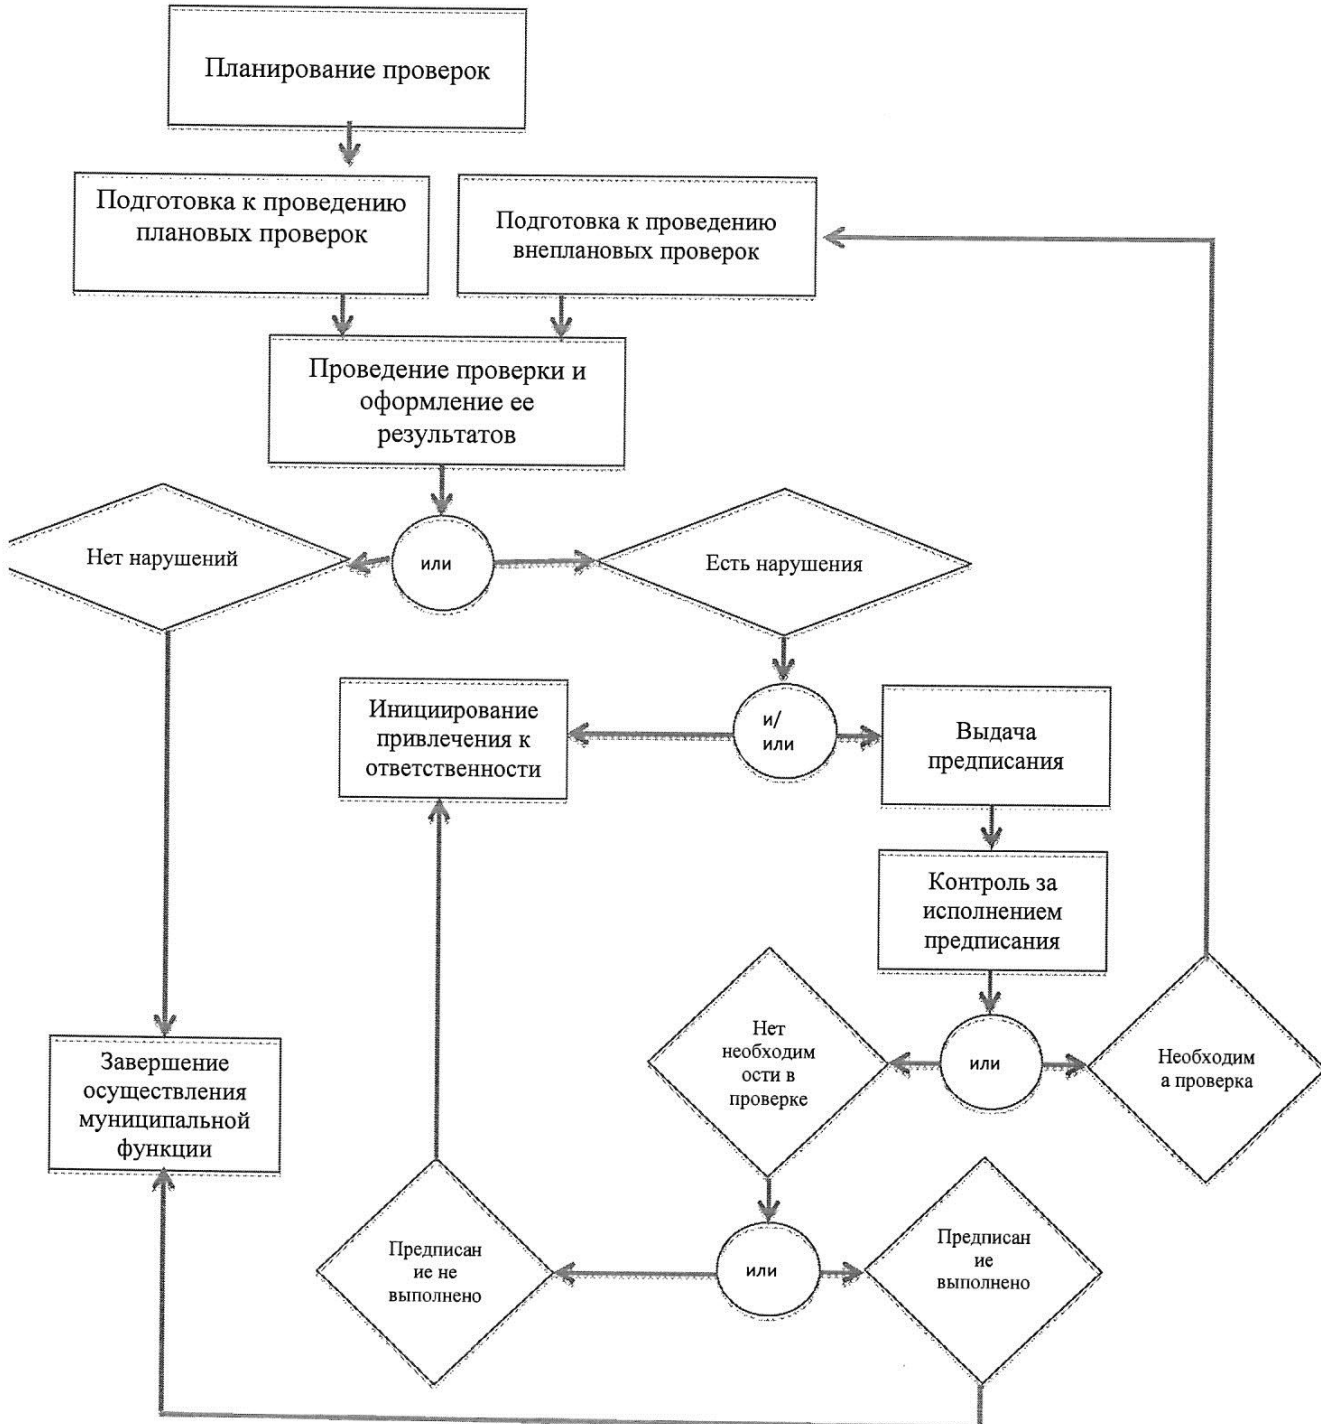 Планирование проверок
Подготовка к проведению
плановых проверок
Подготовка к проведению
внеплановых проверок
Проведение проверки и
оформление ее
результатов
Нет нарушений
или
Есть нарушения
Инициирование
привлечения к
ответственности
и/
или
Выдача
предписания
Контроль за
исполнением
предписания
Нет
необходим
ости в
проверке
или
Необходим
а проверка
Завершение
осуществления
муниципальной
функции
Предписан
ие не
выполнено
или
Предписан
ие
выполнено